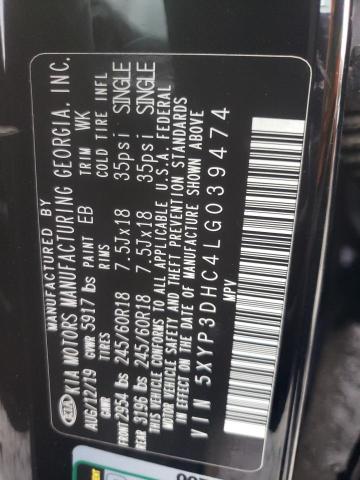 MANUFACTURED BY
KIA KIA MOTORS MANUFACTURING GEORGIA, INC.
AUG/12/19 GVWR 5917 lbs PAINT EB TRIM WK
GAWR TIRES RIMS COLD TIRE INFL
FRONT 2954 lbs 245/60R18 7.5Jx18 35psi SINGLE
REAR 3196 lbs 245/60R18 7.5Jx18 35psi SINGLE
THIS VEHICLE CONFORMS TO ALL APPLICABLE U.S.A. FEDERAL
MOTOR VEHICLE SAFETY AND THEFT PREVENTION STANDARDS
IN EFFECT ON THE DATE OF MANUFACTURE SHOWN ABOVE
VIN 5XYP3DHC4LG039474
MPV